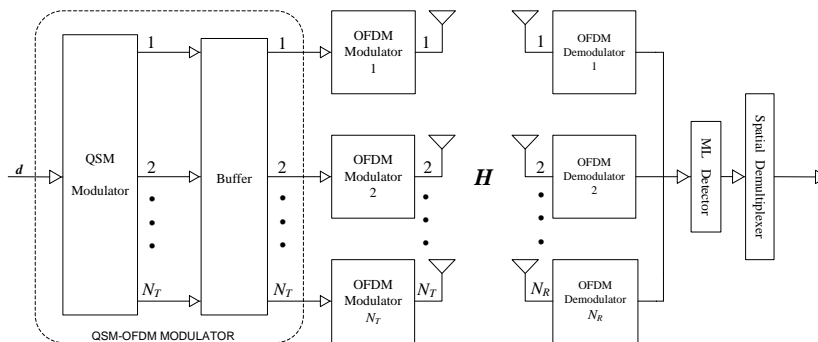 d
QSM
Modulator
1
2
N_T
Buffer
1
2
N_T
QSM-OFDM MODULATOR
OFDM
Modulator
1
1
OFDM
Modulator
2
2
OFDM
Modulator
N_T
N_T
H
1
OFDM
Demodulator
1
2
OFDM
Demodulator
2
N_R
OFDM
Demodulator
N_R
ML Detector
Spatial Demultiplexer